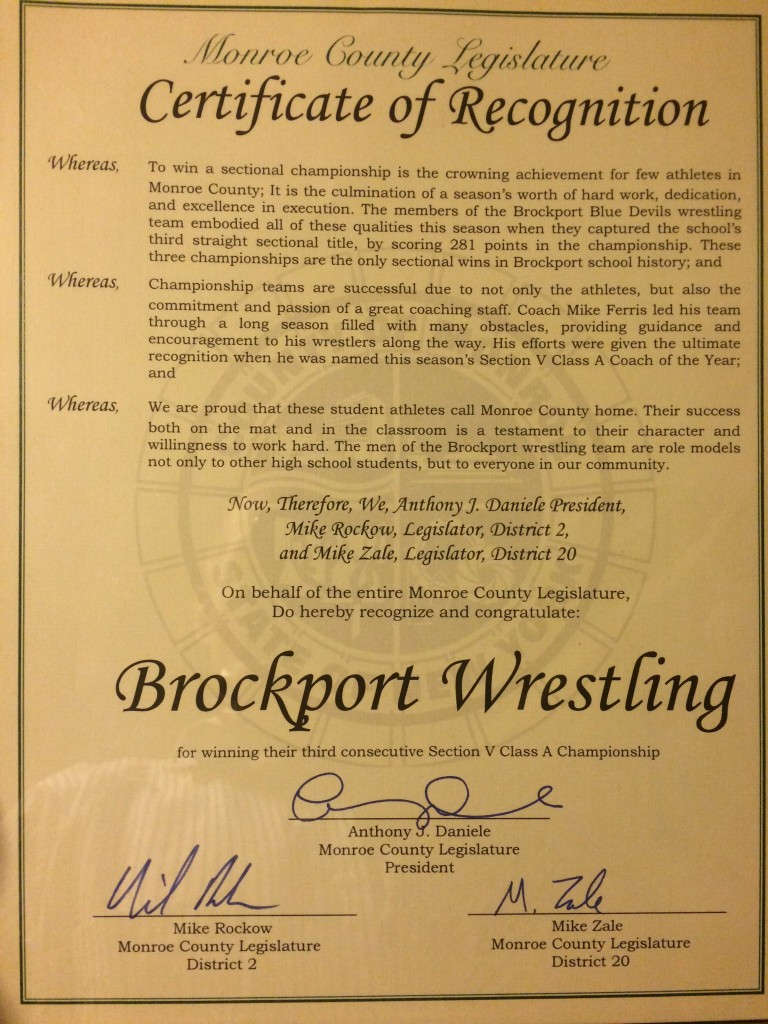 Monroe County Legislature
Certificate of Recognition
Whereas, To win a sectional championship is the crowning achievement for few athletes in
Monroe County; It is the culmination of a season's worth of hard work, dedication,
and excellence in execution. The members of the Brockport Blue Devils wrestling
team embodied all of these qualities this season when they captured the school's
third straight sectional title, by scoring 281 points in the championship. These
three championships are the only sectional wins in Brockport school history; and
Whereas, Championship teams are successful due to not only the athletes, but also the
commitment and passion of a great coaching staff. Coach Mike Ferris led his team
through a long season filled with many obstacles, providing guidance and
encouragement to his wrestlers along the way. His efforts were given the ultimate
recognition when he was named this season's Section V Class A Coach of the Year;
and
Whereas, We are proud that these student athletes call Monroe County home. Their success
both on the mat and in the classroom is a testament to their character and
willingness to work hard. The men of the Brockport wrestling team are role models
not only to other high school students, but to everyone in our community.
Now, Therefore, We, Anthony J. Daniele President,
Mike Rockow, Legislator, District 2,
and Mike Zale, Legislator, District 20
On behalf of the entire Monroe County Legislature,
Do hereby recognize and congratulate:
Brockport Wrestling
for winning their third consecutive Section V Class A Championship
Anthony J. Daniele
Monroe County Legislature
President
M. Zale
Mike Rockow
Monroe County Legislature
District 2
Mike Zale
Monroe County Legislature
District 20